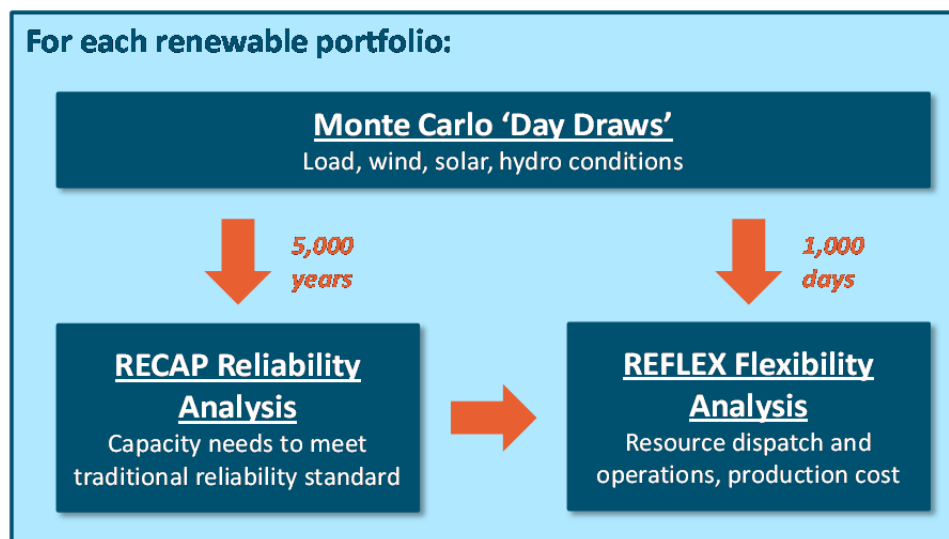 For each renewable portfolio:
Monte Carlo ‘Day Draws’
Load, wind, solar, hydro conditions
5,000
years
1,000
days
RECAP Reliability
Analysis
Capacity needs to meet
traditional reliability standard
REFLEX Flexibility
Analysis
Resource dispatch and
operations, production cost